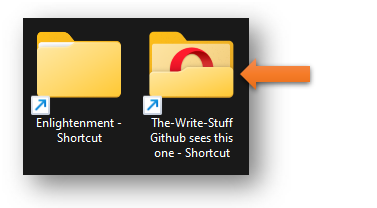 Enlightenment -
Shortcut
The-Write-Stuff
Github sees this
one - Shortcut